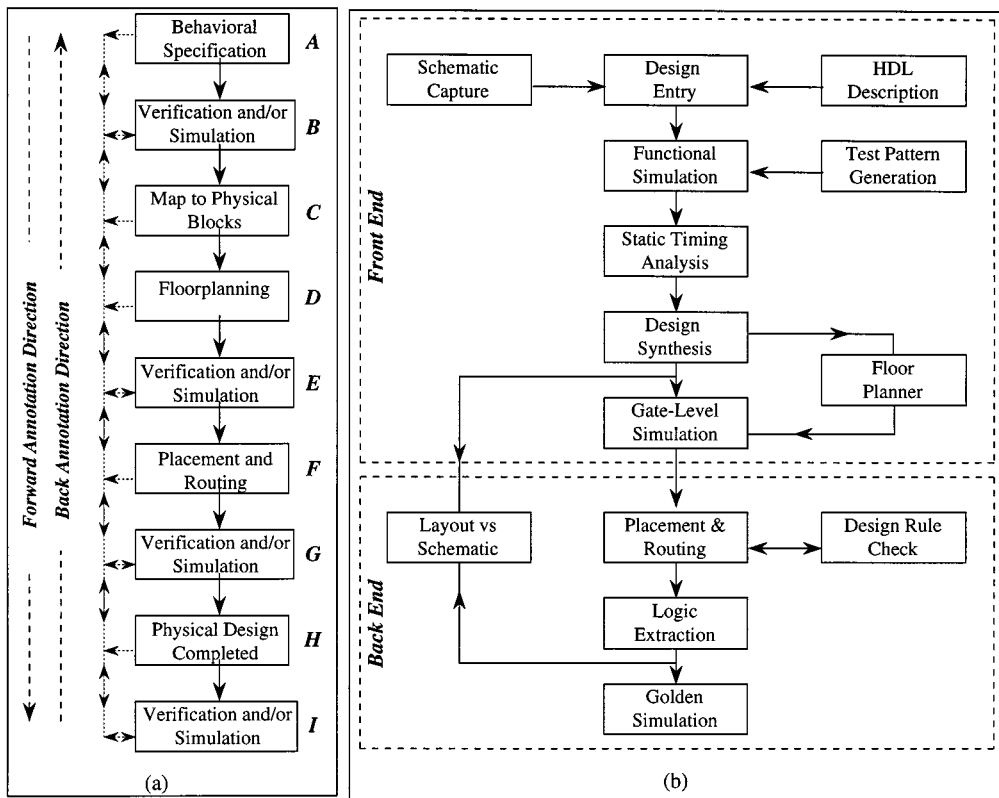 Behavioral
Specification
A
Verification and/or
Simulation
B
Map to Physical
Blocks
C
Floorplanning
D
Verification and/or
Simulation
E
Placement and
Routing
F
Verification and/or
Simulation
G
Physical Design
Completed
H
Verification and/or
Simulation
I
Forward Annotation Direction
Back Annotation Direction
(a)
Front End
Schematic
Capture
Design
Entry
HDL
Description
Functional
Simulation
Test Pattern
Generation
Static Timing
Analysis
Design
Synthesis
Floor
Planner
Gate-Level
Simulation
Back End
Layout vs
Schematic
Placement &
Routing
Design Rule
Check
Logic
Extraction
Golden
Simulation
(b)